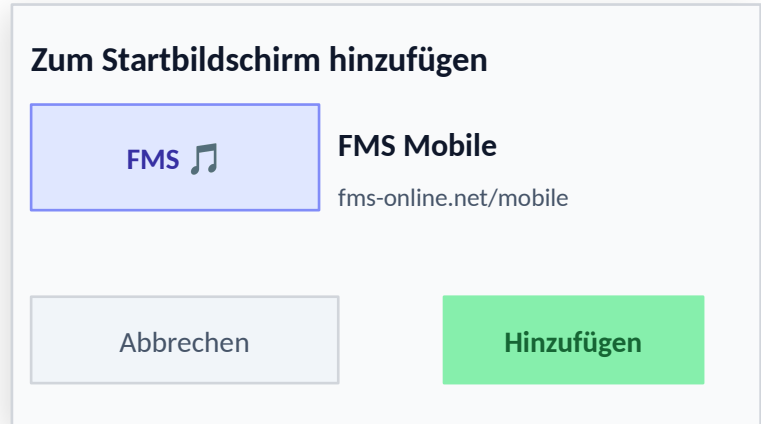 Zum Startbildschirm hinzufügen
FMS 🎵
FMS Mobile
fms-online.net/mobile
Abbrechen
Hinzufügen